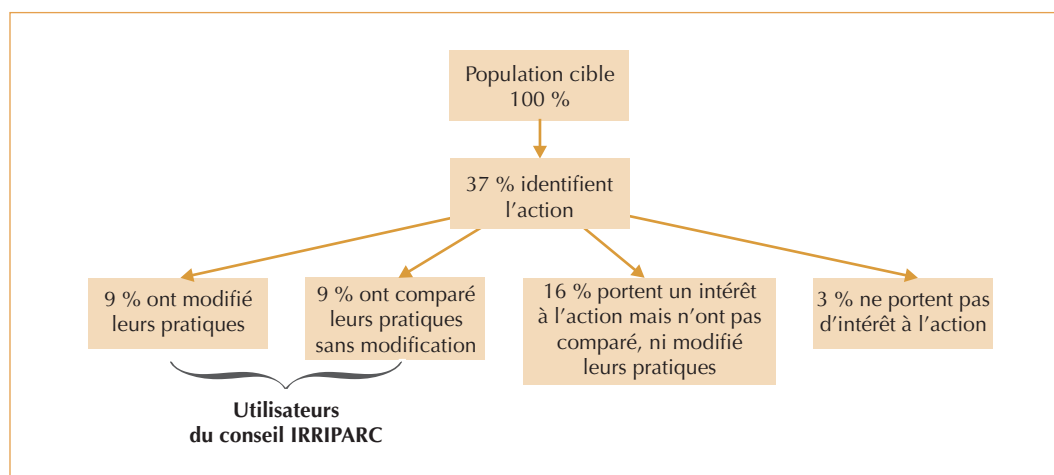 Population cible
100 %
37 % identifient
l'action
9 % ont modifié
leurs pratiques
9 % ont comparé
leurs pratiques
sans modification
16 % portent un intérêt
à l'action mais n'ont pas
comparé, ni modifié
leurs pratiques
3 % ne portent pas
d'intérêt à l'action
Utilisateurs
du conseil IRRIPARC